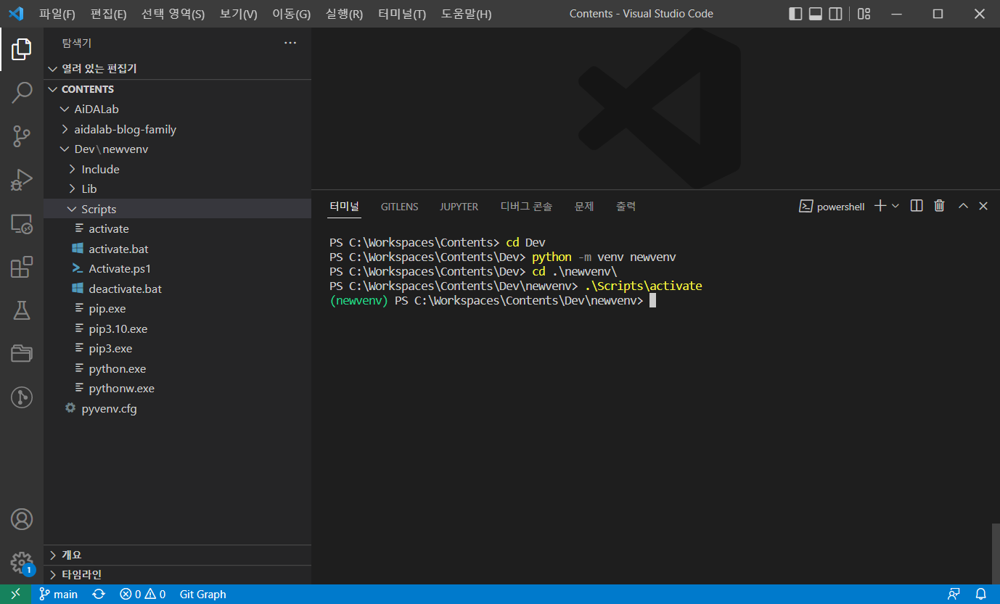 파일(F) 편집(E) 선택 영역(S) 보기(V) 이동(G) 실행(R) 터미널(T) 도움말(H) Contents - Visual Studio Code
탐색기
열려 있는 편집기
CONTENTS
AiDALab
aidalab-blog-family
Dev\newvenv
Include
Lib
Scripts
activate
activate.bat
Activate.ps1
deactivate.bat
pip.exe
pip3.10.exe
pip3.exe
python.exe
pythonw.exe
pyvenv.cfg
개요
타임라인
터미널 GITLENS JUPYTER 디버그 콘솔 문제 출력 powershell
PS C:\Workspaces\Contents> cd Dev
PS C:\Workspaces\Contents\Dev> python -m venv newvenv
PS C:\Workspaces\Contents\Dev> cd .\newvenv\
PS C:\Workspaces\Contents\Dev\newvenv> .\Scripts\activate
(newvenv) PS C:\Workspaces\Contents\Dev\newvenv>
1
main 0 0 Git Graph